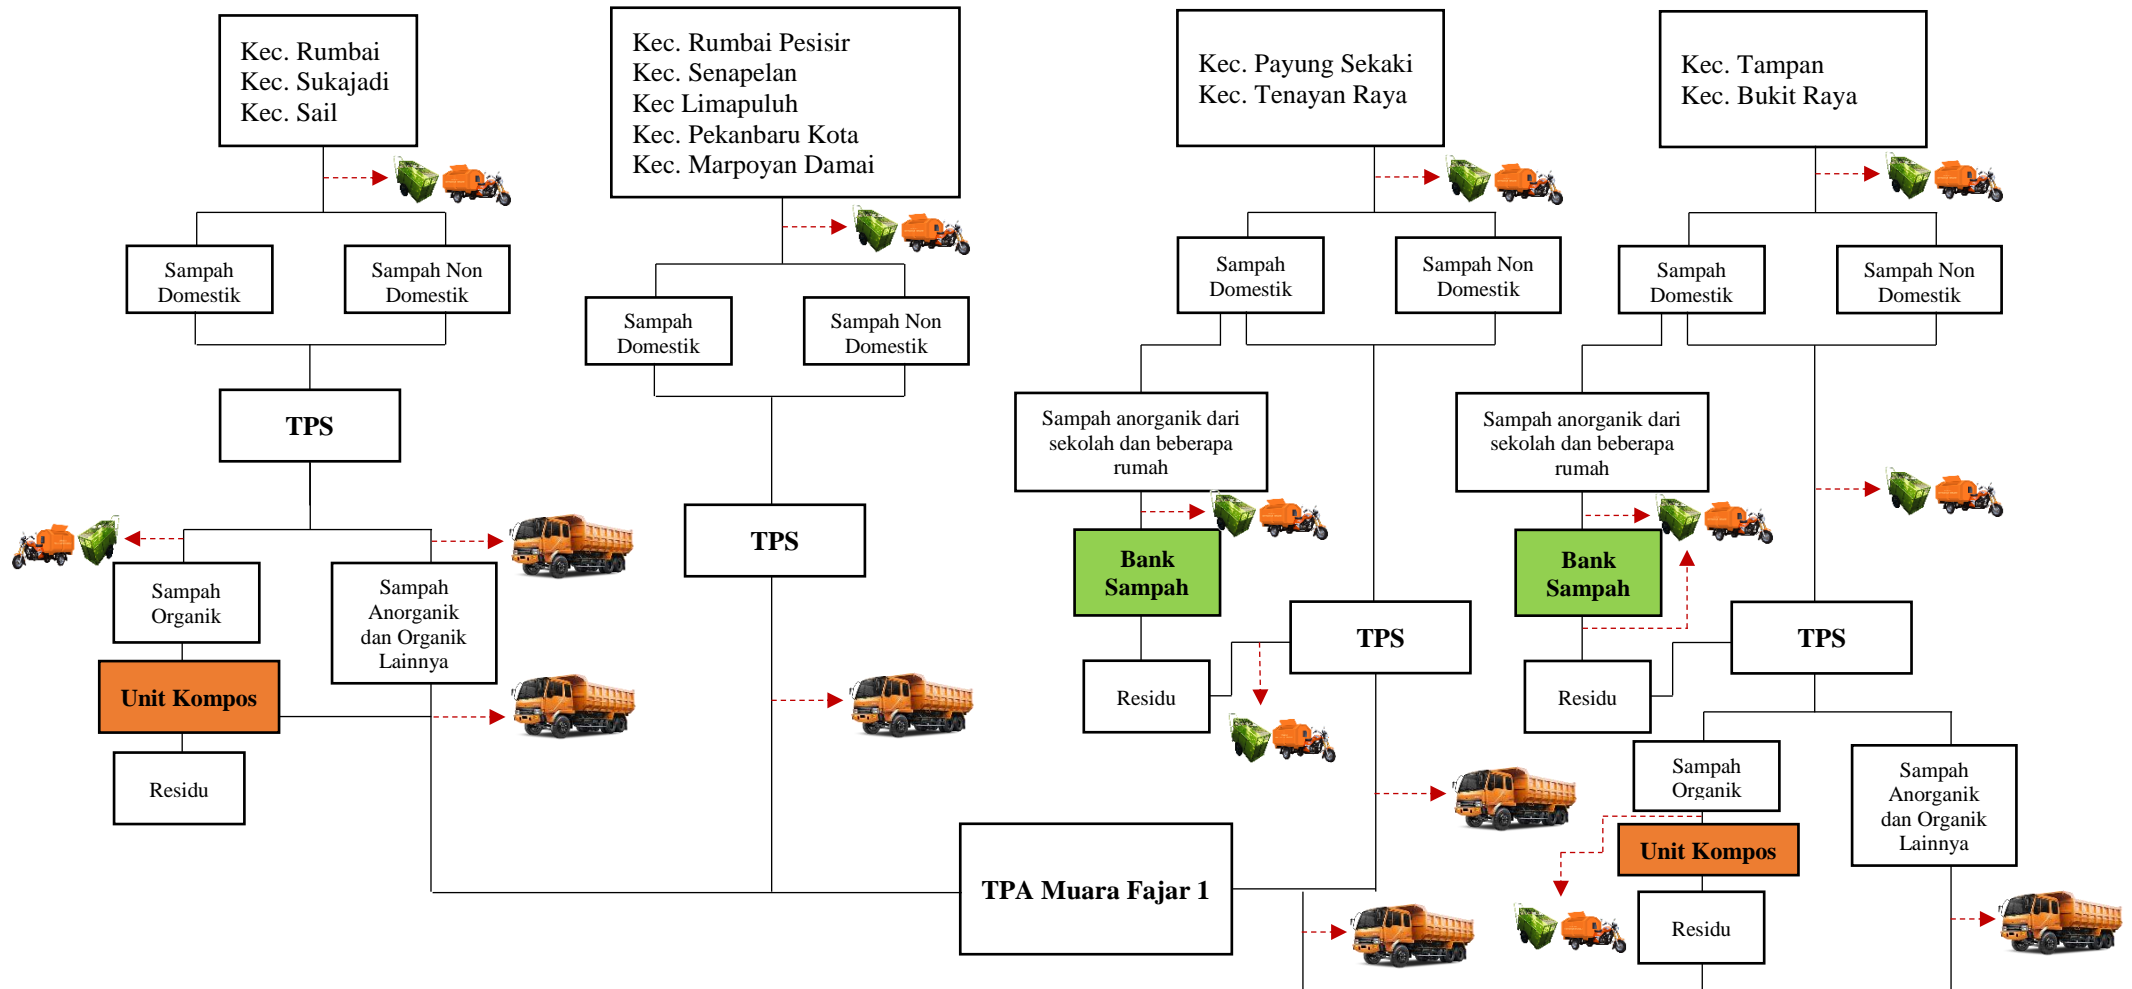 Kec. Rumbai
Kec. Sukajadi
Kec. Sail
Kec. Rumbai Pesisir
Kec. Senapelan
Kec Limapuluh
Kec. Pekanbaru Kota
Kec. Marpoyan Damai
Kec. Payung Sekaki
Kec. Tenayan Raya
Kec. Tampan
Kec. Bukit Raya
Sampah
Domestik
Sampah Non
Domestik
Sampah
Domestik
Sampah Non
Domestik
Sampah
Domestik
Sampah Non
Domestik
Sampah
Domestik
Sampah Non
Domestik
TPS
Sampah anorganik dari
sekolah dan beberapa
rumah
Sampah anorganik dari
sekolah dan beberapa
rumah
TPS
Bank
Sampah
Bank
Sampah
Sampah
Organik
Sampah
Anorganik
dan Organik
Lainnya
TPS
TPS
Unit Kompos
Residu
Residu
Residu
Sampah
Organik
Sampah
Anorganik
dan Organik
Lainnya
Unit Kompos
TPA Muara Fajar 1
Residu